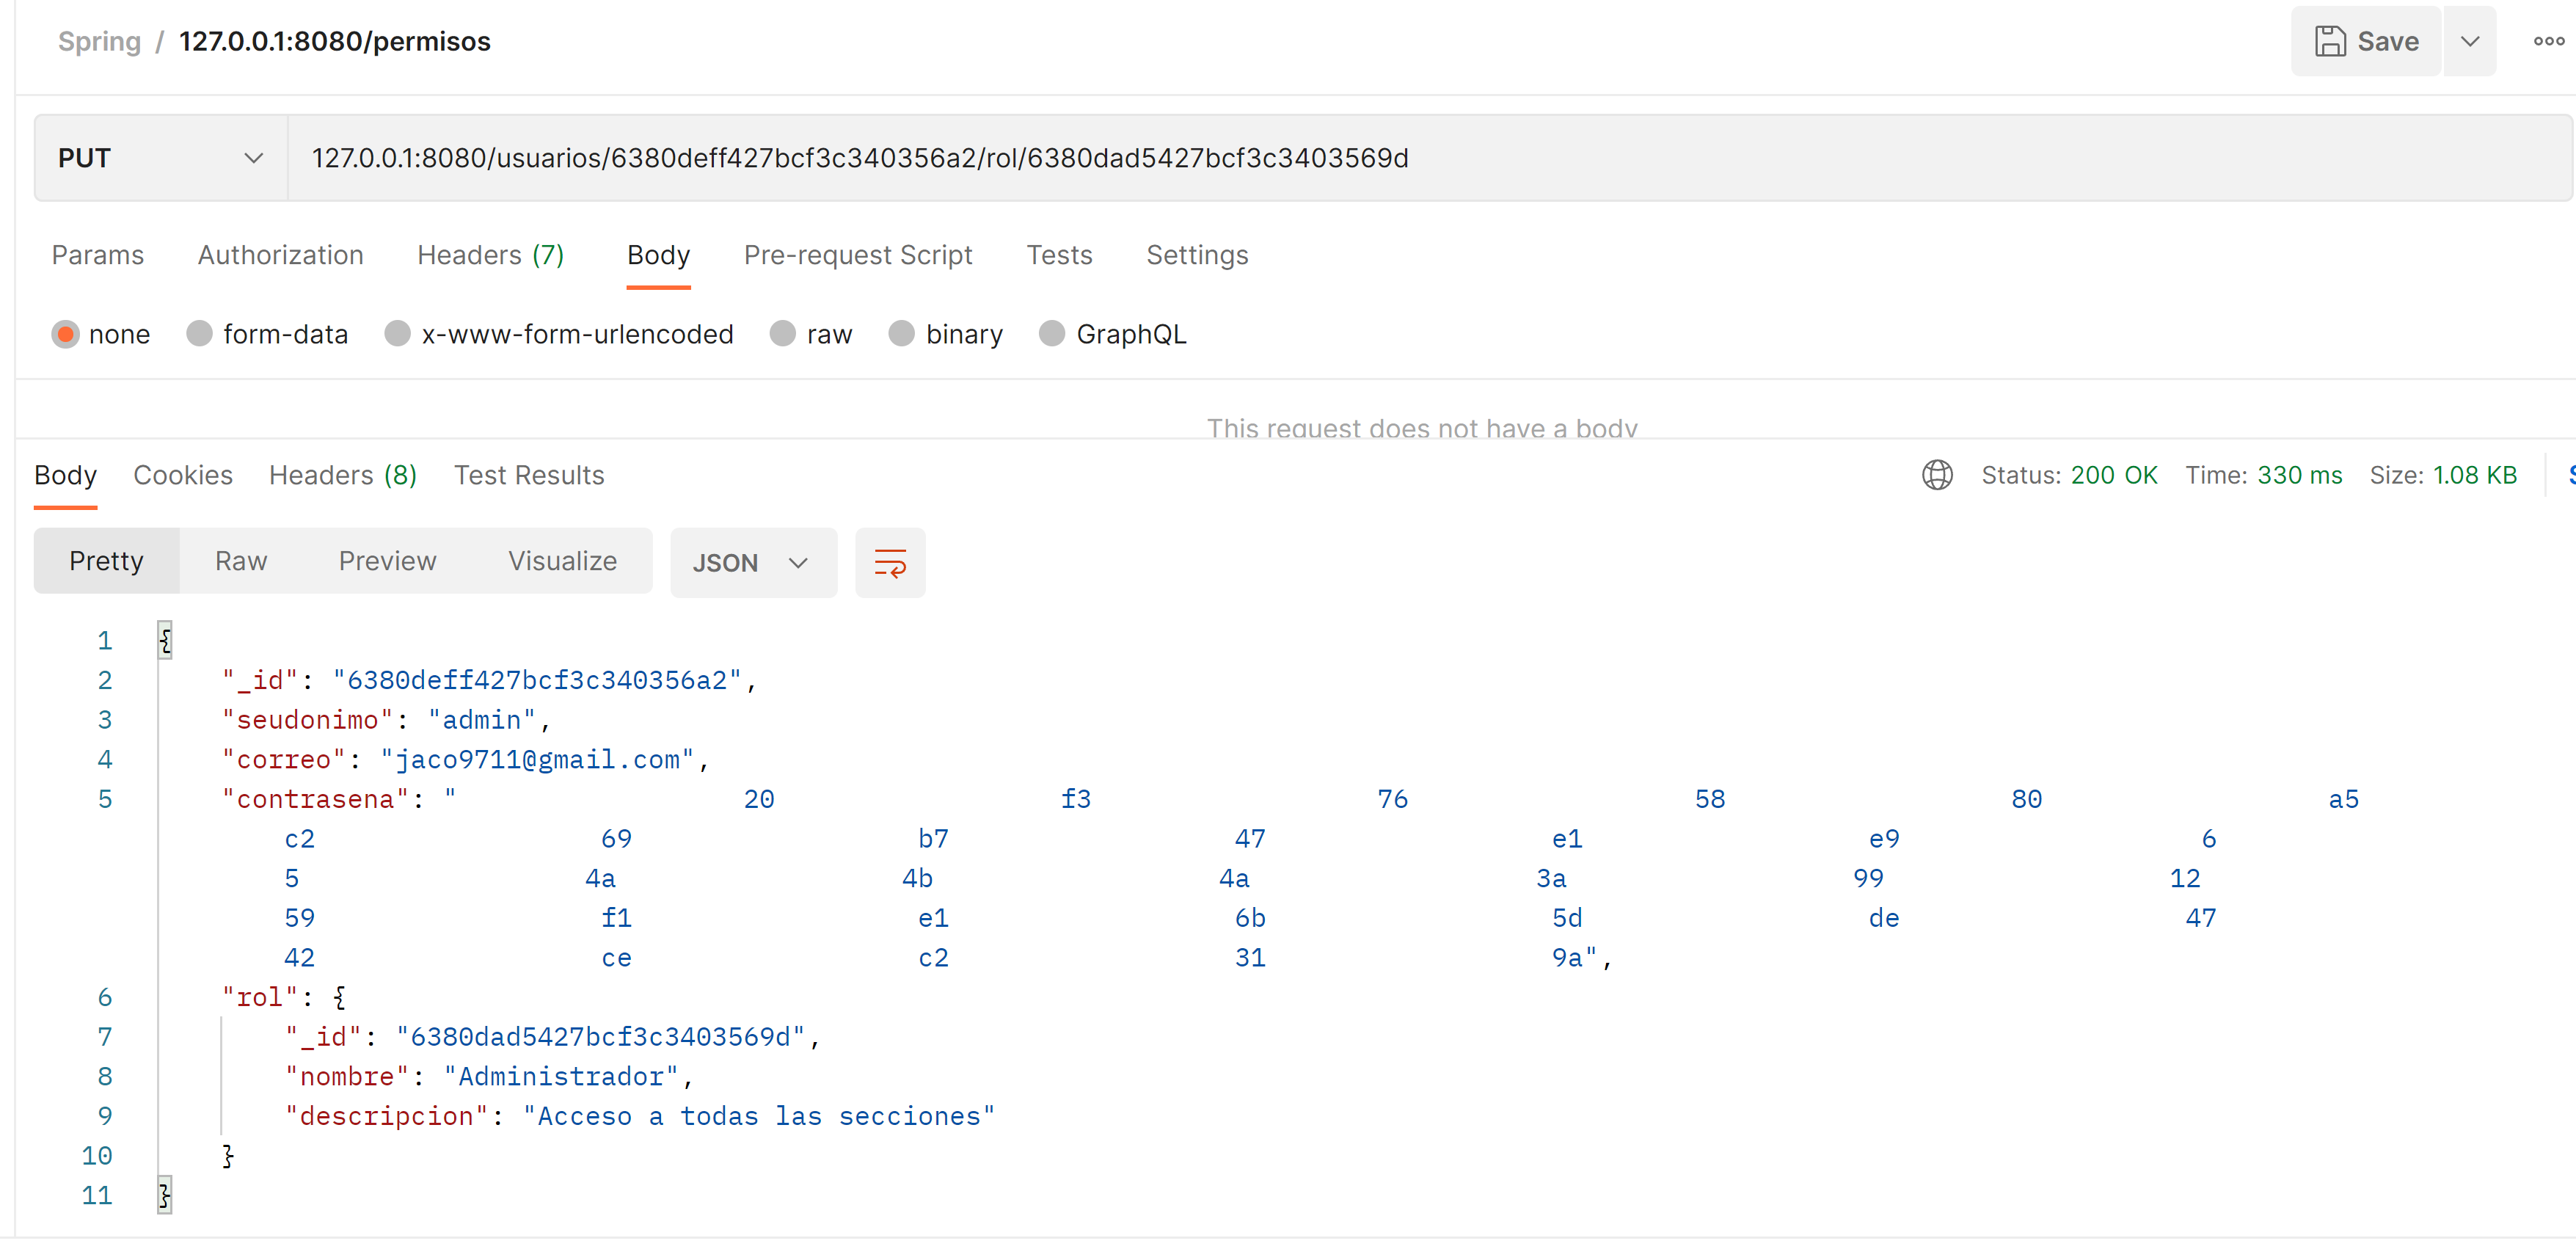 Spring / 127.0.0.1:8080/permisos
Save
PUT
127.0.0.1:8080/usuarios/6380deff427bcf3c340356a2/rol/6380dad5427bcf3c3403569d
Params Authorization Headers (7) Body Pre-request Script Tests Settings
none form-data x-www-form-urlencoded raw binary GraphQL
This request does not have a body
Body Cookies Headers (8) Test Results
Status: 200 OK Time: 330 ms Size: 1.08 KB
Pretty Raw Preview Visualize JSON
1 {
2 "_id": "6380deff427bcf3c340356a2",
3 "seudonimo": "admin",
4 "correo": "jaco9711@gmail.com",
5 "contrasena": " 20 f3 76 58 80 a5
c2 69 b7 47 e1 e9 6
5 4a 4b 4a 3a 99 12
59 f1 e1 6b 5d de 47
42 ce c2 31 9a",
6 "rol": {
7 "_id": "6380dad5427bcf3c3403569d",
8 "nombre": "Administrador",
9 "descripcion": "Acceso a todas las secciones"
10 }
11 }